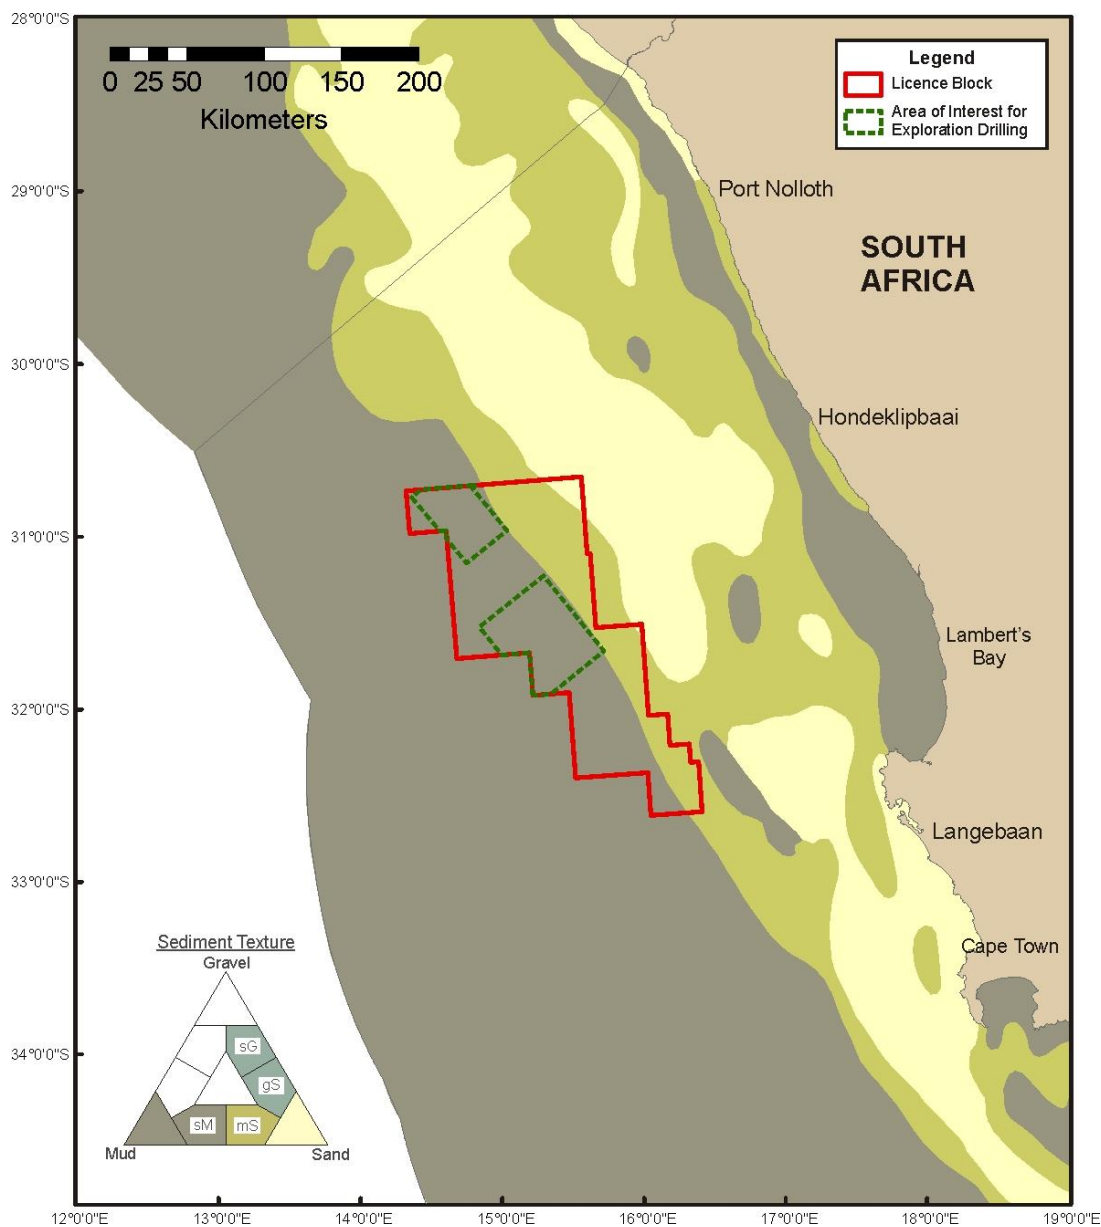 28°0'0"S
0 25 50 100 150 200
Kilometers
Legend
Licence Block
Area of Interest for
Exploration Drilling
29°0'0"S
Port Nolloth
SOUTH
AFRICA
30°0'0"S
Hondeklipbaai
31°0'0"S
Lambert's
Bay
32°0'0"S
Langebaan
33°0'0"S
Cape Town
Sediment Texture
Gravel
sG
gS
sM
mS
Mud
Sand
34°0'0"S
12°0'0"E 13°0'0"E 14°0'0"E 15°0'0"E 16°0'0"E 17°0'0"E 18°0'0"E 19°0'0"E